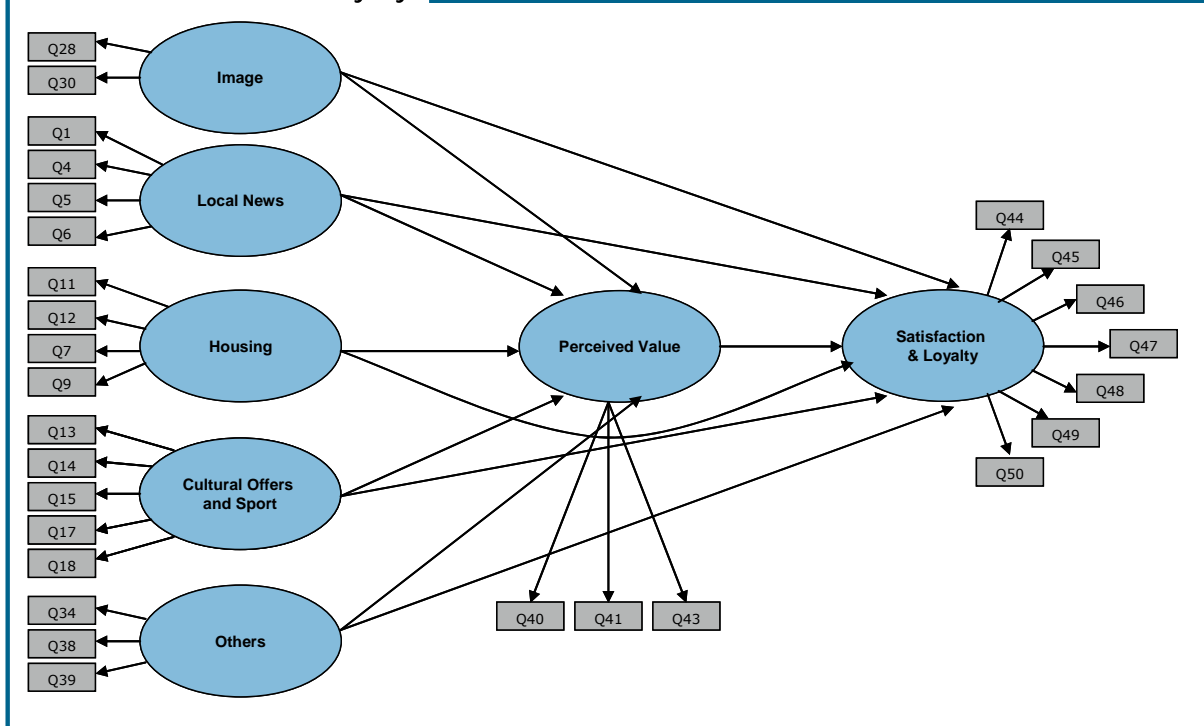 Q28
Image
Q30
Q1
Q4
Local News
Q5
Q6
Q44
Q45
Q11
Q46
Q12
Housing
Perceived Value
Satisfaction
& Loyalty
Q47
Q7
Q9
Q48
Q13
Q49
Q14
Q50
Cultural Offers
and Sport
Q15
Q17
Q18
Q34
Q40
Q41
Q43
Others
Q38
Q39